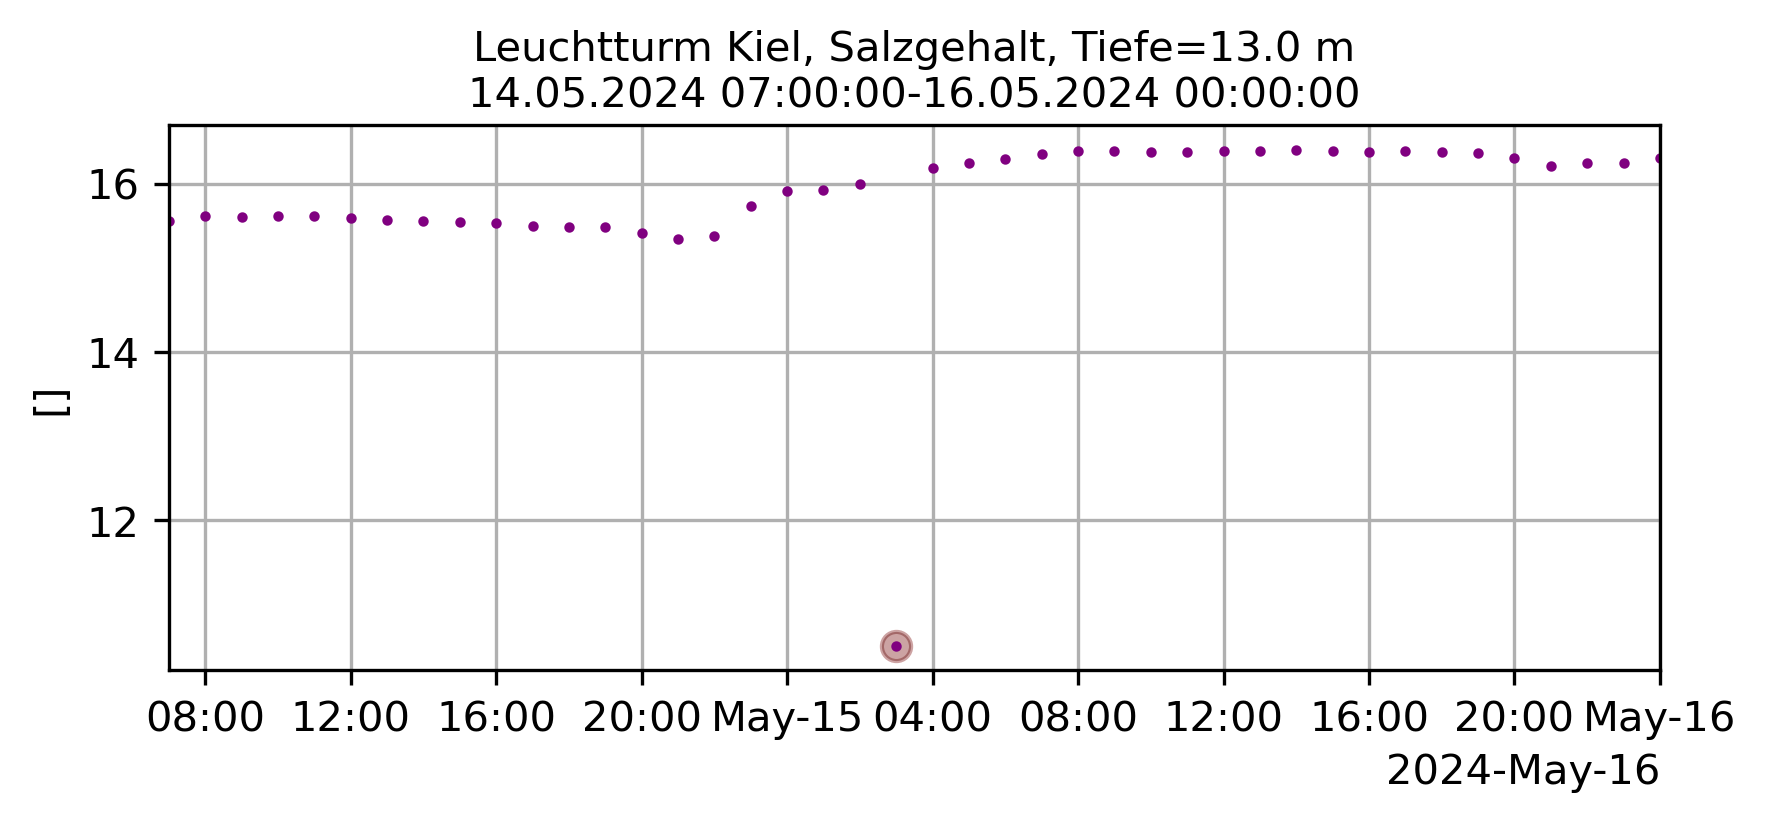 Leuchtturm Kiel, Salzgehalt, Tiefe=13.0 m
14.05.2024 07:00:00-16.05.2024 00:00:00
16
14
12
[]
08:00 12:00 16:00 20:00 May-15 04:00 08:00 12:00 16:00 20:00 May-16
2024-May-16